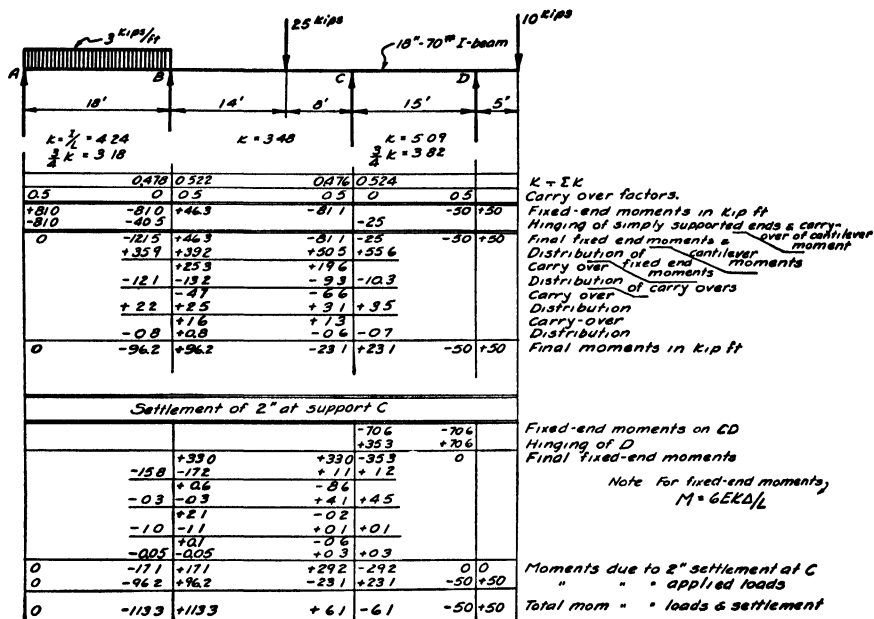 25 Kips
10 Kips
3 Kips/ft
18"-70# I-beam
A B C D
18' 14' 8' 15' 5"
K = I/L = 4 24 K = 3 48 K = 5 09
3/4 K = 3 18 3/4 K = 3 82
0.478 0 522 0,476 0.524 K ÷ ΣK
0.5 0 0 5 0 5 0 0 5 Carry over factors.
+81 0 -81 0 +46.3 -81 1 -50 +50 Fixed-end moments in Kip ft
-81 0 -40 5 -25 Hinging of simply supported ends & carry-over of cantilever moment
0 -121 5 +46 3 -81 1 -25 -50 +50 Final fixed end moments &
+35 9 +39 2 +50 5 +55 6 Distribution of cantilever moments
+25 3 +19 6 Carry over fixed end moments
-12 1 -13 2 -9 3 -10.3 Distribution of carry overs
-4 7 -6 6 Carry over
+2 2 +2 5 +3 1 +3 5 Distribution
+1 6 +1 3 Carry-over
-0 8 +0.8 -0 6 -0 7 Distribution
0 -96.2 +96.2 -23 1 +23 1 -50 +50 Final moments in Kip ft
Settlement of 2" at support C
-70 6 -70 6 Fixed-end moments on CD
+35 3 +70 6 Hinging of D
+33 0 +33 0 -35 3 0 Final fixed-end moments
-15 8 -17 2 +1 1 +1 2
+0 6 -8 6
-0 3 -0 3 +4 1 +4 5
+2 1 -0 2
-1 0 -1 1 +0 1 +0 1
+0.1 -0 6
-0.05 -0.05 +0 3 +0 3
Note For fixed-end moments,
M = 6EKΔ/L
0 -17 1 +17 1 +29 2 -29 2 0 0 Moments due to 2" settlement at C
0 -96 2 +96.2 -23 1 +23 1 -50 +50 " " " applied loads
0 -113 3 +113 3 +6 1 -6 1 -50 +50 Total mom " " loads & settlement